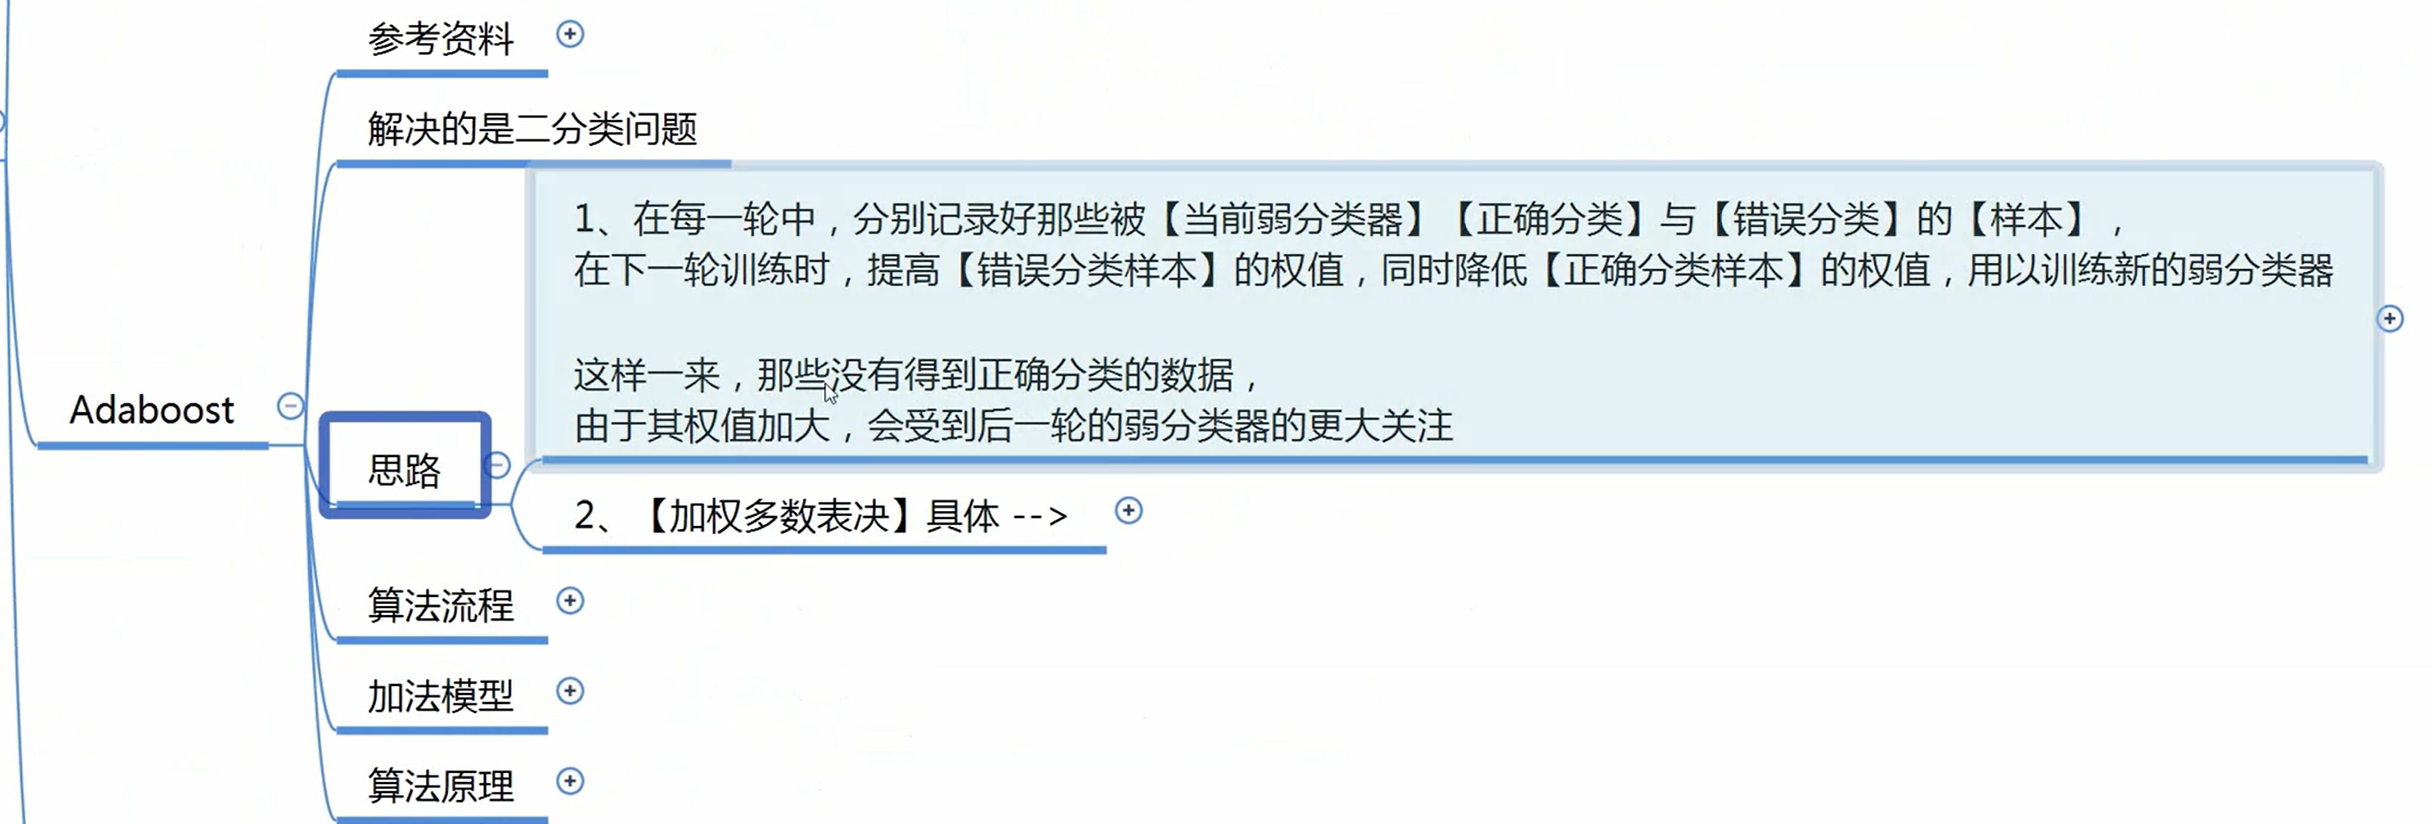 参考资料
解决的是二分类问题
Adaboost
思路
1、在每一轮中，分别记录好那些被【当前弱分类器】【正确分类】与【错误分类】的【样本】，
在下一轮训练时，提高【错误分类样本】的权值，同时降低【正确分类样本】的权值，用以训练新的弱分类器
这样一来，那些没有得到正确分类的数据，
由于其权值加大，会受到后一轮的弱分类器的更大关注
2、【加权多数表决】具体 -->
算法流程
加法模型
算法原理